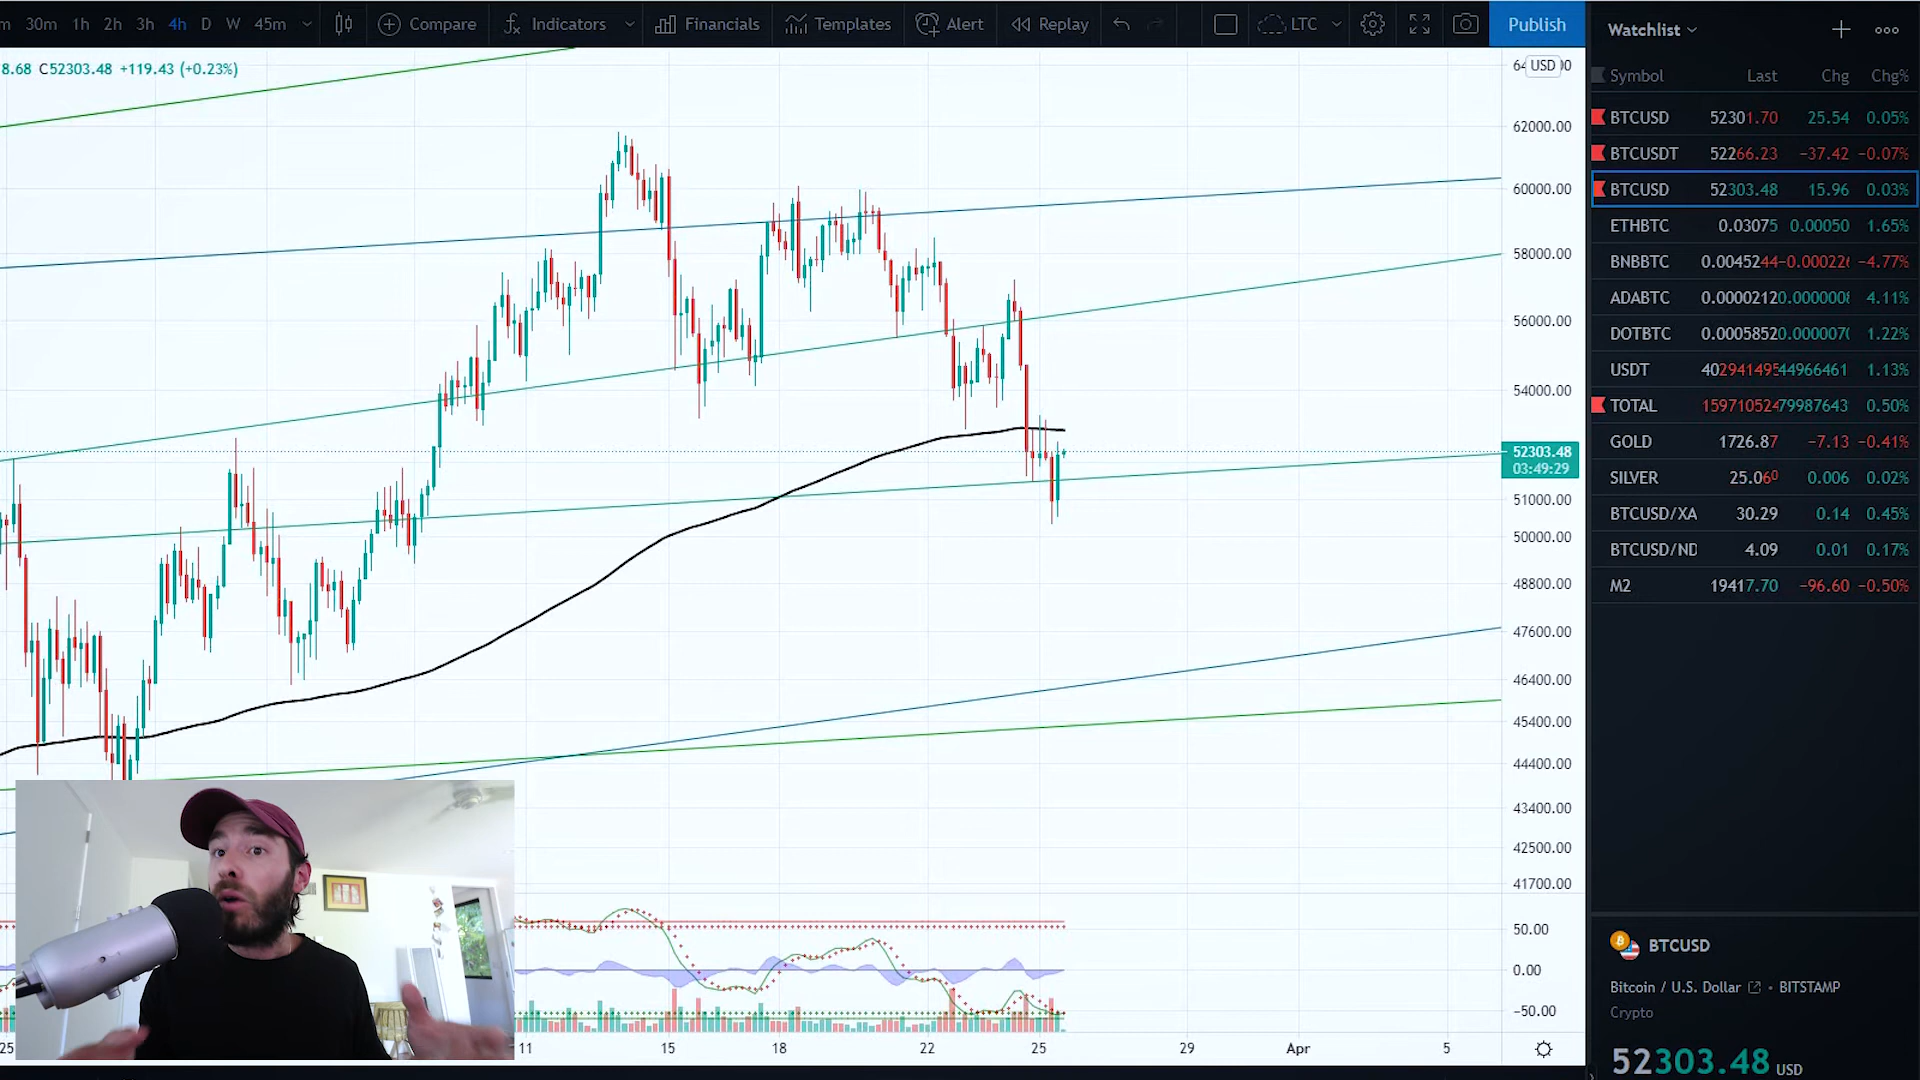 m 30m 1h 2h 3h 4h D W 45m Compare Indicators Financials Templates Alert Replay LTC Publish
8.68 C52303.48 +119.43 (+0.23%)
USD
62000.00
60000.00
58000.00
56000.00
54000.00
52303.48
03:49:29
51000.00
50000.00
48800.00
47600.00
46400.00
45400.00
44400.00
43400.00
42500.00
41700.00
50.00
0.00
-50.00
25 11 15 18 22 25 29 Apr 5
Watchlist
Symbol Last Chg Chg%
BTCUSD 52301.70 25.54 0.05%
BTCUSDT 52266.23 −37.42 −0.07%
BTCUSD 52303.48 15.96 0.03%
ETHBTC 0.03075 0.00050 1.65%
BNBBTC 0.0045244 −0.000226 −4.77%
ADABTC 0.0000212 0.0000008 4.11%
DOTBTC 0.0005852 0.0000070 1.22%
USDT 1.13%
TOTAL 0.50%
GOLD 1726.87 −7.13 −0.41%
SILVER 25.060 0.006 0.02%
BTCUSD/XA 30.29 0.14 0.45%
BTCUSD/ND 4.09 0.01 0.17%
M2 19417.70 −96.60 −0.50%
BTCUSD
Bitcoin / U.S. Dollar • BITSTAMP
Crypto
52303.48 USD